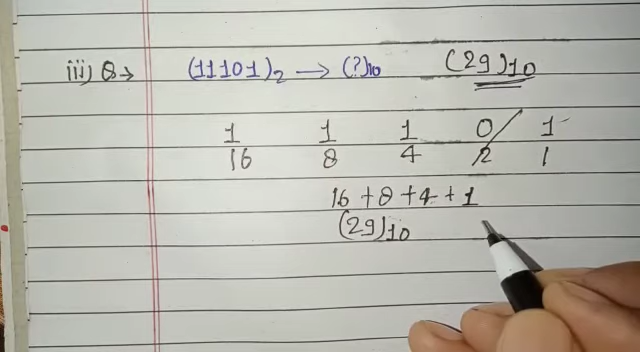 iii) Q→ (11101)2 → (?)10 (29)10
1 1 1 0 1
16 8 4 2 1
16 + 8 + 4 + 1
(29)10